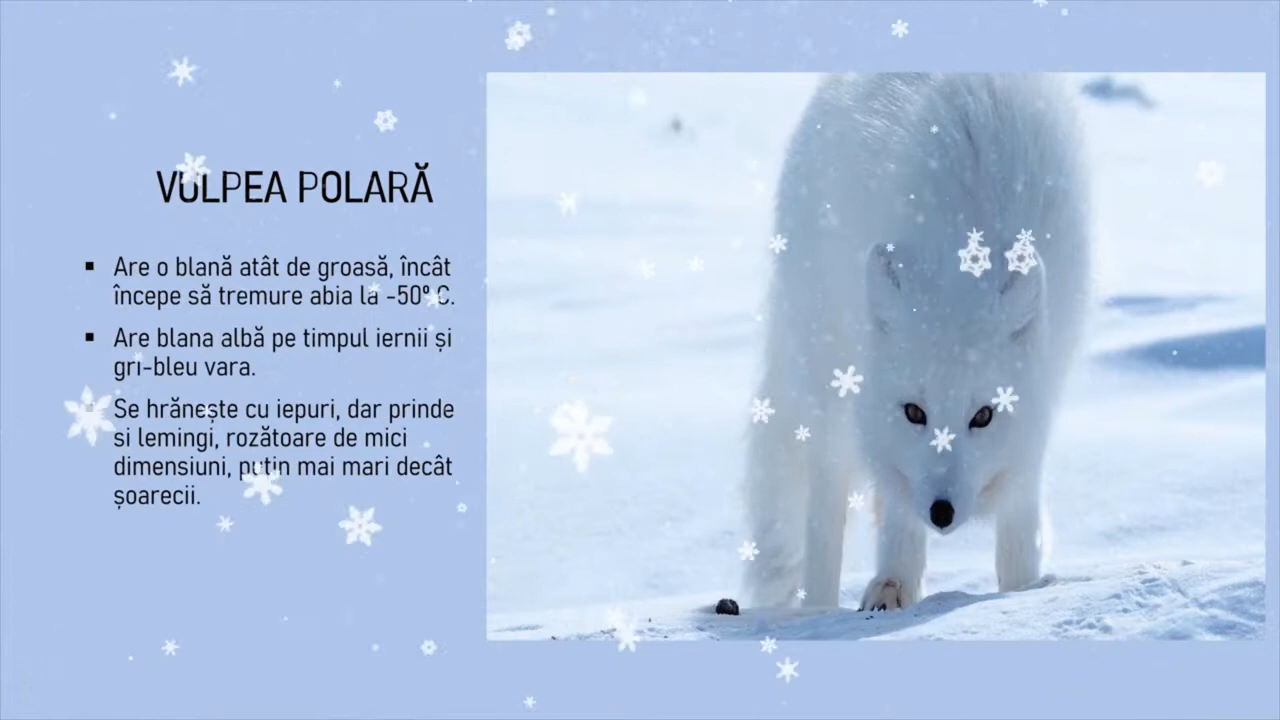 VULPEA POLARĂ
Are o blană atât de groasă, încât
începe să tremure abia la -50º C.
Are blana albă pe timpul iernii și
gri-bleu vara.
Se hrănește cu iepuri, dar prinde
si lemingi, rozătoare de mici
dimensiuni, puțin mai mari decât
șoarecii.